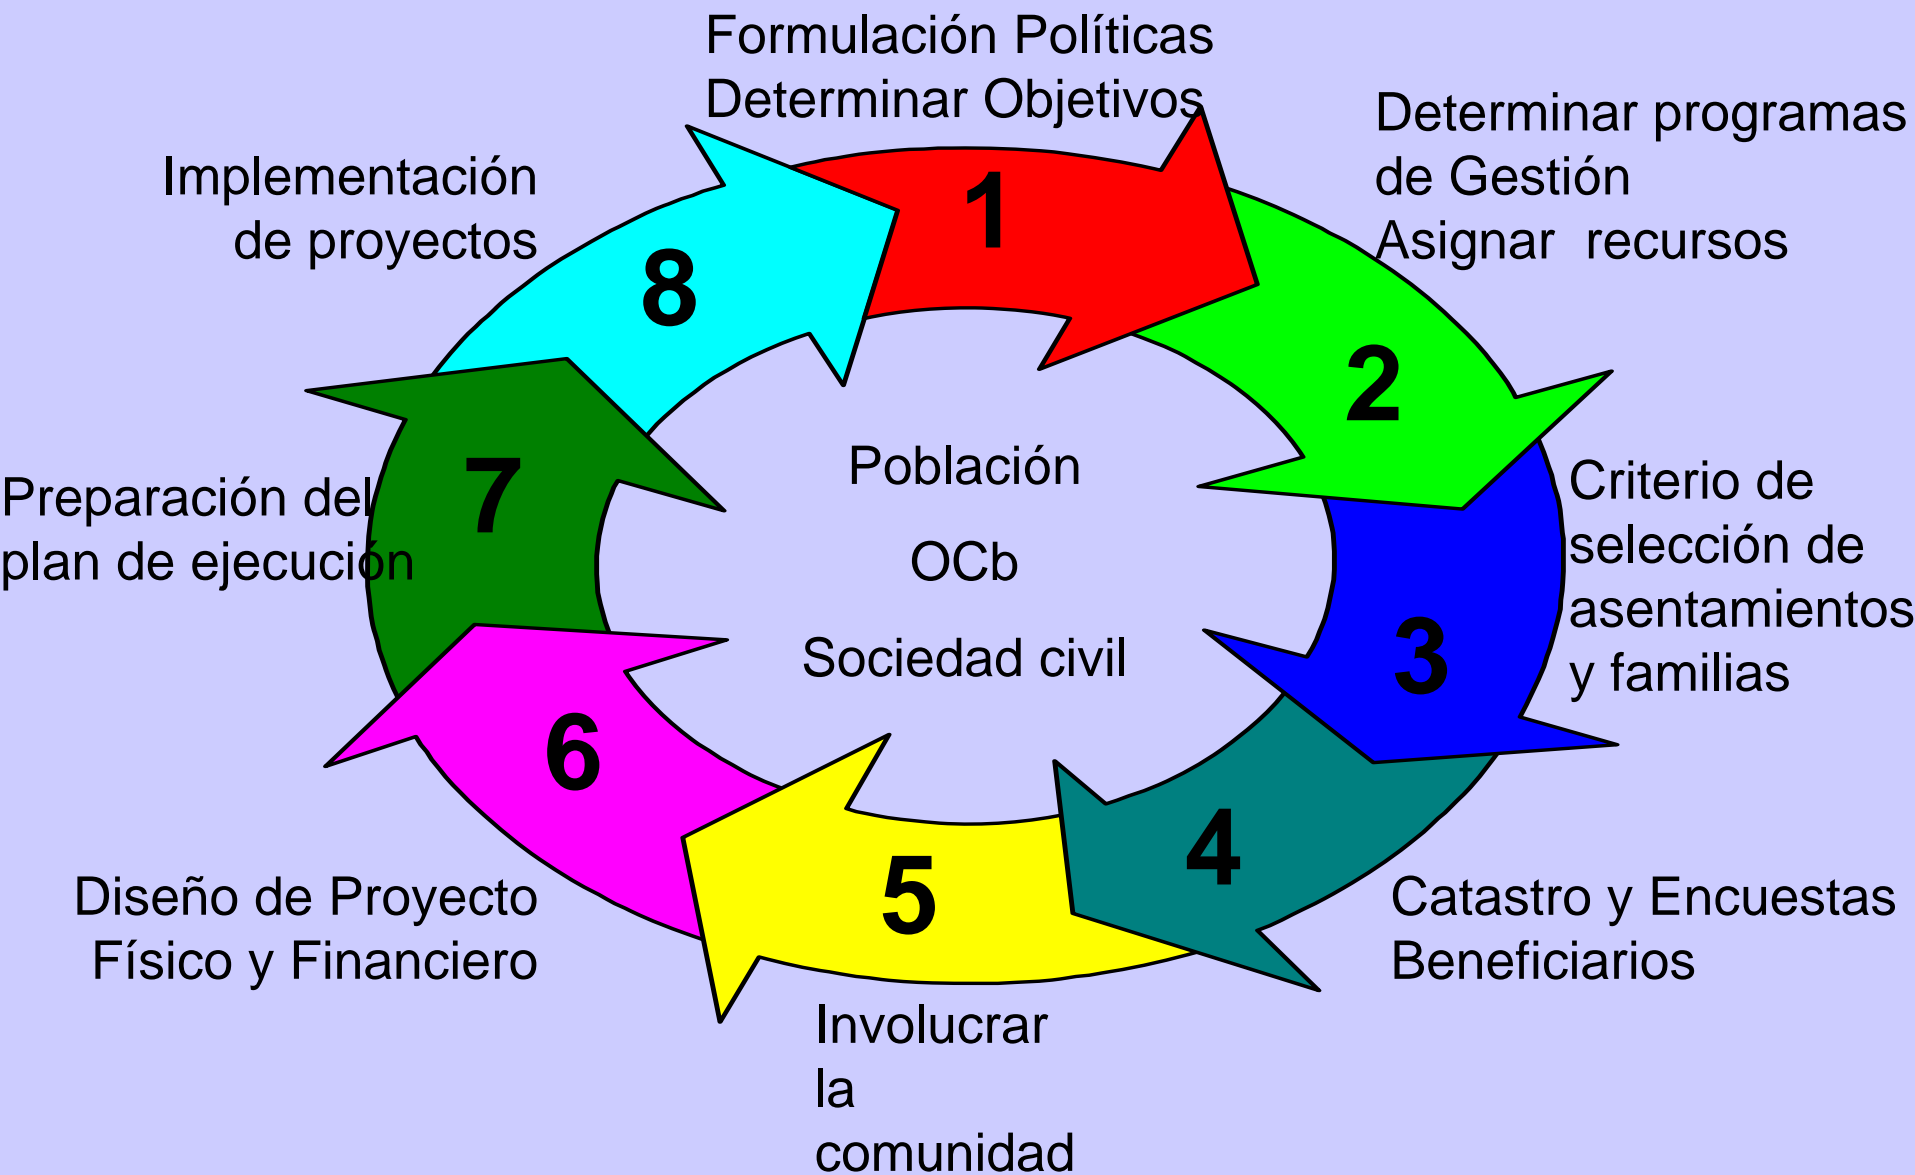 Formulación Políticas
Determinar Objetivos
1
Determinar programas
de Gestión
Asignar recursos
2
Criterio de
selección de
asentamientos
y familias
3
Catastro y Encuestas
Beneficiarios
4
Involucrar
la
comunidad
5
Diseño de Proyecto
Físico y Financiero
6
Preparación del
plan de ejecución
7
Implementación
de proyectos
8
Población
OCb
Sociedad civil